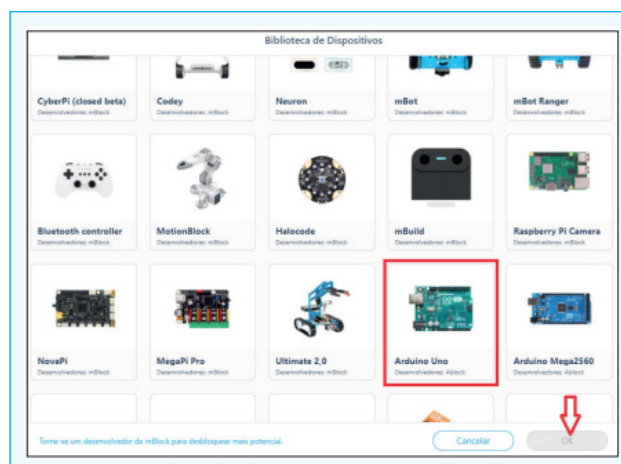 Biblioteca de Dispositivos
CyberPi (closed beta)
Desenvolvedores: mBlock
Codey
Desenvolvedores: mBlock
Neuron
Desenvolvedores: mBlock
mBot
Desenvolvedores: mBlock
mBot Ranger
Desenvolvedores: mBlock
Bluetooth controller
Desenvolvedores: mBlock
MotionBlock
Desenvolvedores: mBlock
Halocode
Desenvolvedores: mBlock
mBuild
Desenvolvedores: mBlock
Raspberry Pi Camera
Desenvolvedores: mBlock
NovaPi
Desenvolvedores: mBlock
MegaPi Pro
Desenvolvedores: mBlock
Ultimate 2,0
Desenvolvedores: mBlock
Arduino Uno
Desenvolvedores: Ablock
Arduino Mega2560
Desenvolvedores: Ablock
Torne-se um desenvolvedor de mBlock para desbloquear mais potencial.
Cancelar
OK